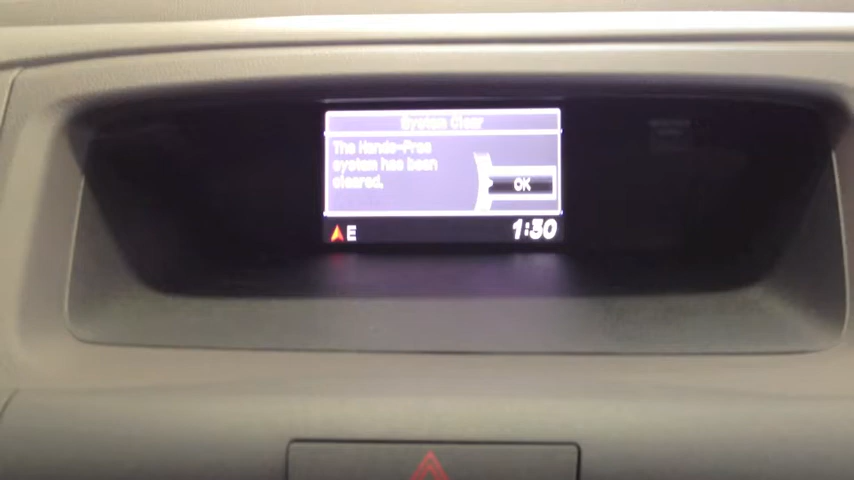 System Clear
The Hands-Free
system has been
cleared.
OK
E
1:30